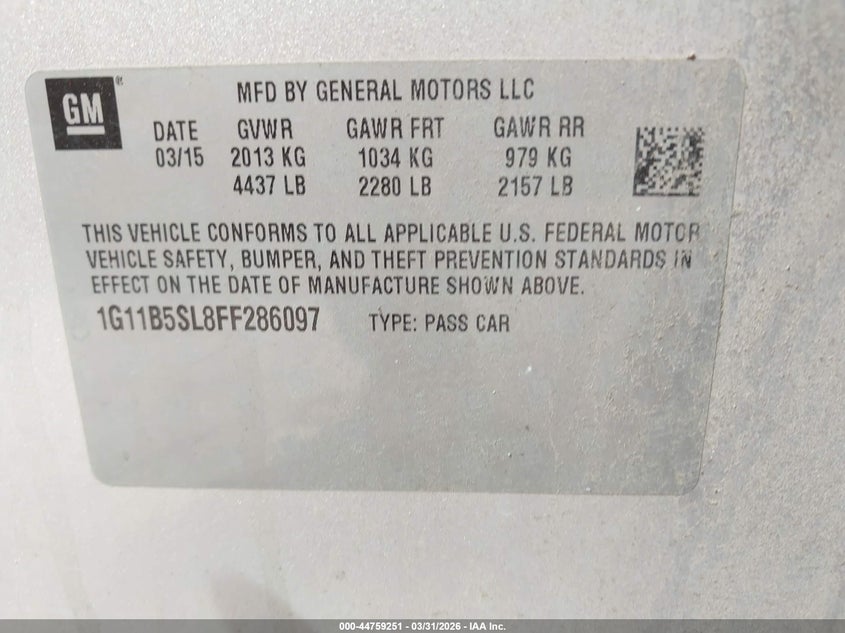 GM®
MFD BY GENERAL MOTORS LLC
DATE GVWR GAWR FRT GAWR RR
03/15 2013 KG 1034 KG 979 KG
4437 LB 2280 LB 2157 LB
THIS VEHICLE CONFORMS TO ALL APPLICABLE U.S. FEDERAL MOTOR
VEHICLE SAFETY, BUMPER, AND THEFT PREVENTION STANDARDS IN
EFFECT ON THE DATE OF MANUFACTURE SHOWN ABOVE.
1G11B5SL8FF286097 TYPE: PASS CAR
000-44759251 - 03/31/2026 - IAA Inc.